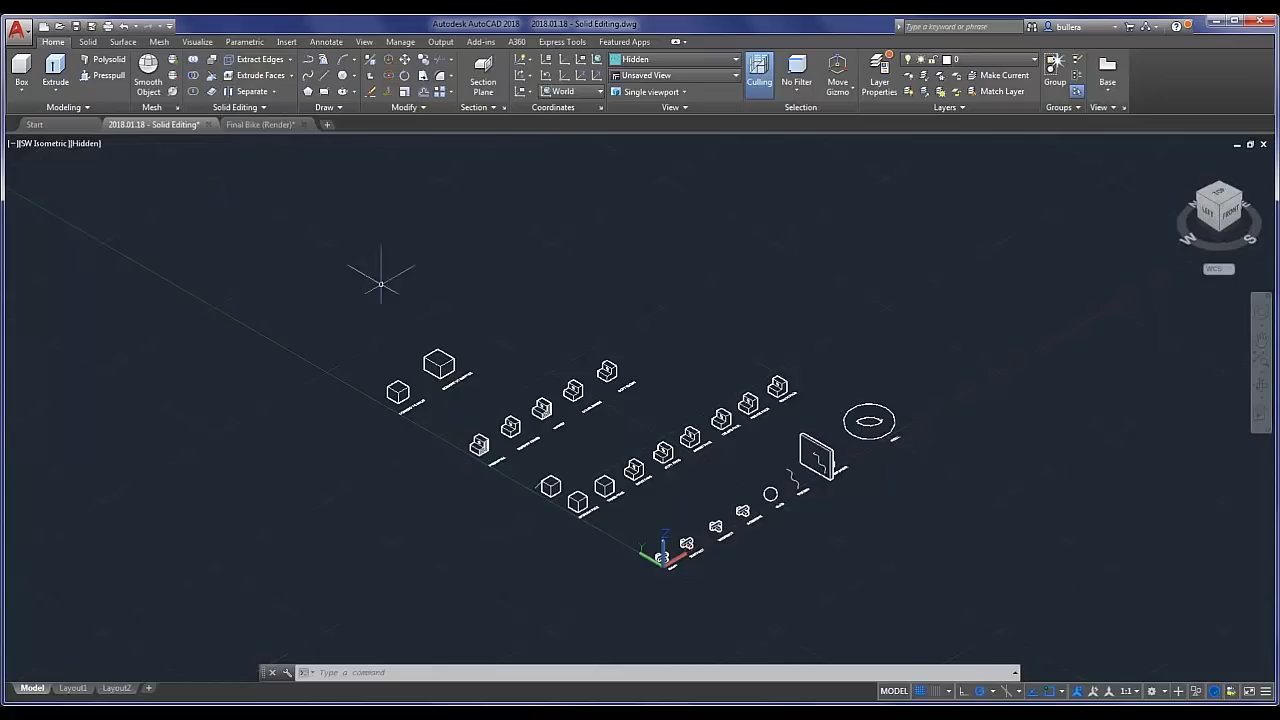 Autodesk AutoCAD 2018 2018.01.18 - Solid Editing.dwg
Type a keyword or phrase
bullera
Home Solid Surface Mesh Visualize Parametric Insert Annotate View Manage Output Add-ins A360 Express Tools Featured Apps
Box
Extrude
Polysolid
Presspull
Smooth
Object
Extract Edges
Extrude Faces
Separate
Section
Plane
World
Hidden
Unsaved View
Single viewport
Culling
No Filter
Move
Gizmo
Layer
Properties
0
Make Current
Match Layer
Group
Base
Modeling Mesh Solid Editing Draw Modify Section Coordinates View Selection Layers Groups View
Start 2018.01.18 - Solid Editing* Final Bike (Render)*
[−][SW Isometric][Hidden]
TOP
LEFT
FRONT
W
S
WCS
Z
Y
Type a command
Model Layout1 Layout2
MODEL
1:1